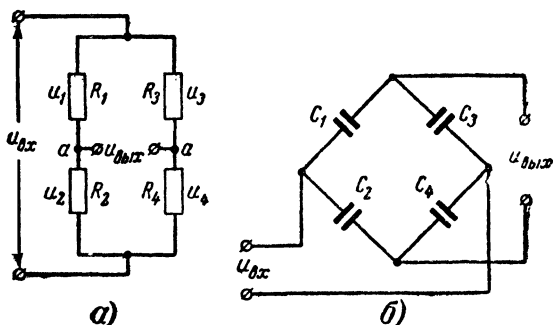 u₁ R₁ R₃ u₃
C₁ C₃
uвх
a uвых a
uвых
u₂ R₂ R₄ u₄
C₂ C₄
uвх
а) б)